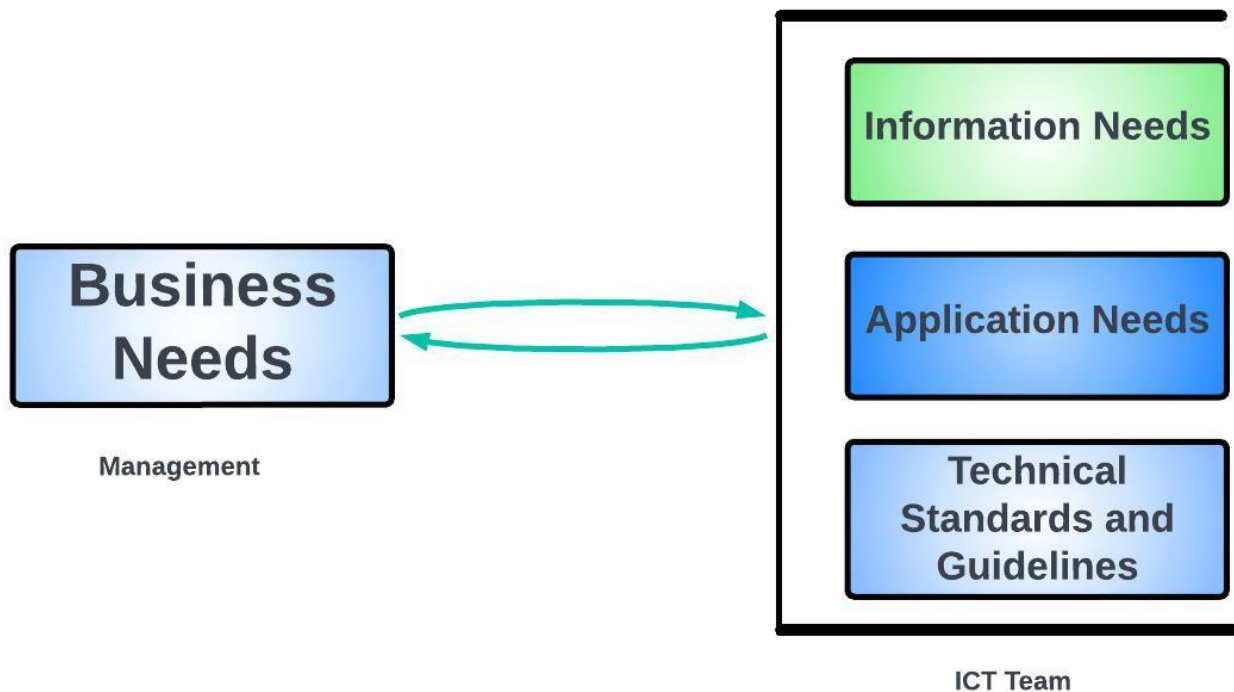 Information Needs
Business
Needs
Application Needs
Management
Technical
Standards and
Guidelines
ICT Team